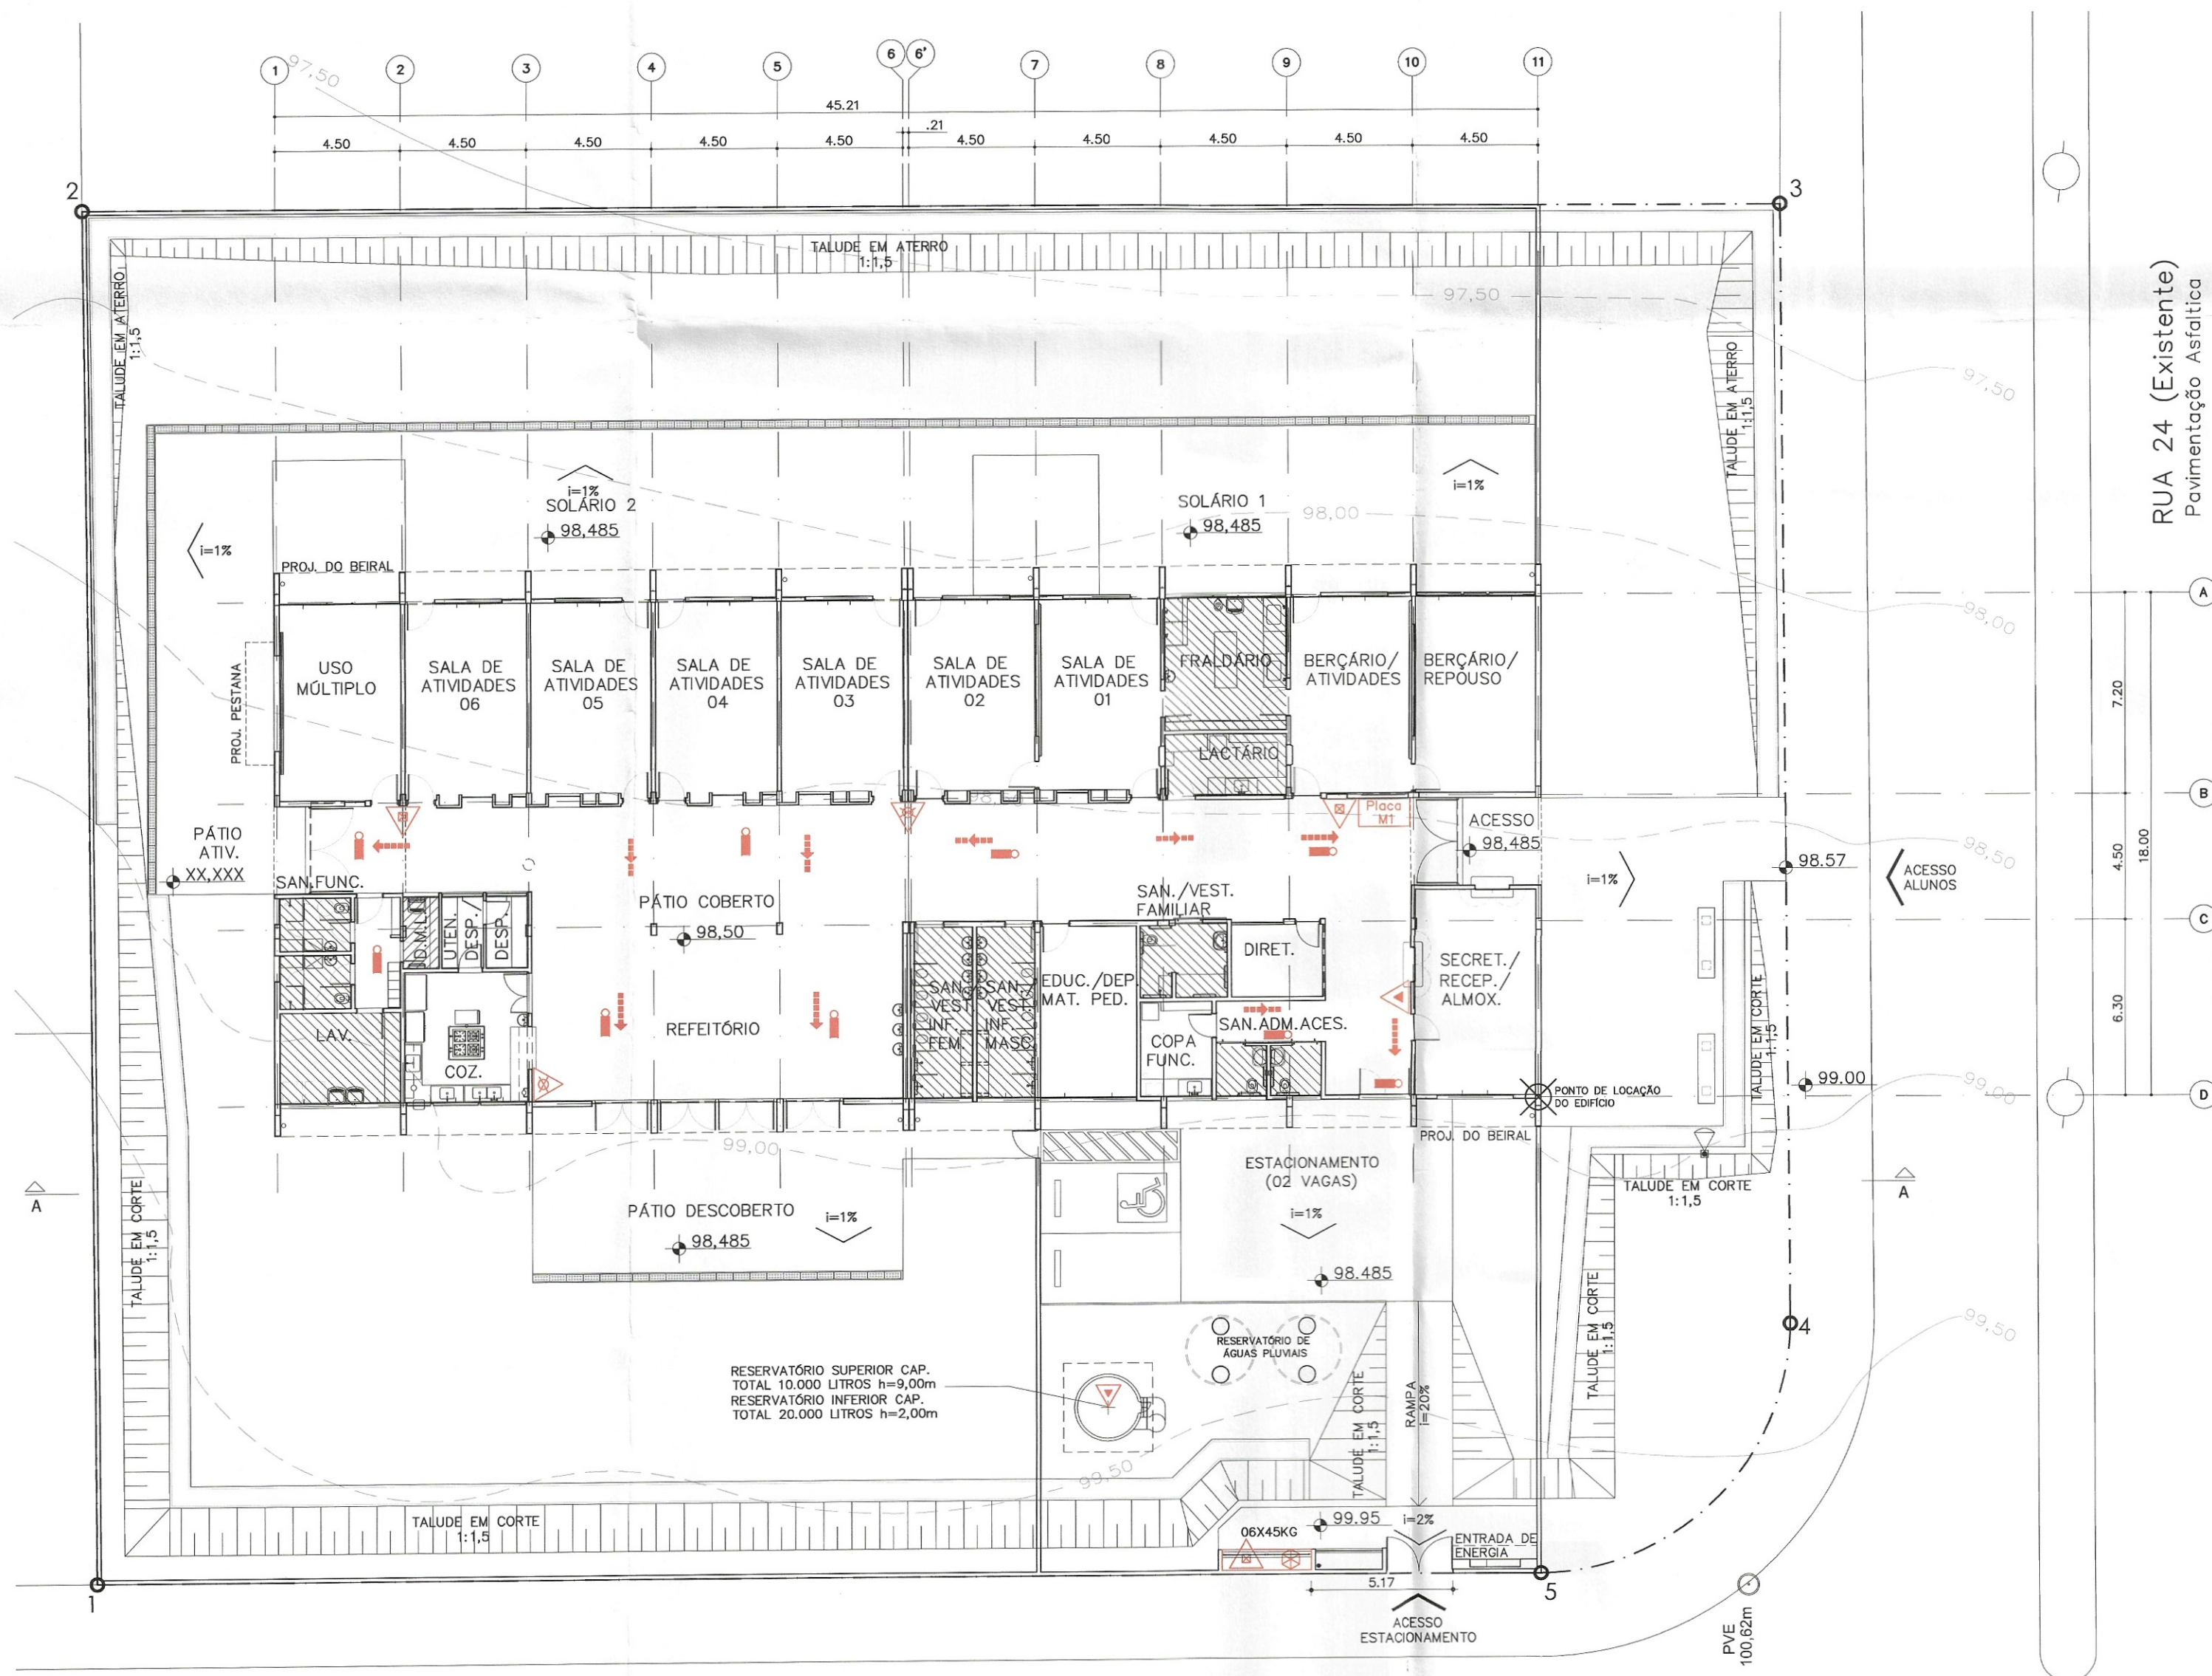 1
2
3
4
5
6
6'
7
8
9
10
11
97,50
45.21
.21
4.50
4.50
4.50
4.50
4.50
4.50
4.50
4.50
4.50
4.50
2
3
TALUDE EM ATERRO
1:1,5
TALUDE EM ATERRO
1:1,5
97,50
TALUDE EM ATERRO
1:1,5
97,50
RUA 24 (Existente)
Pavimentação Asfaltica
i=1%
SOLÁRIO 2
98,485
SOLÁRIO 1
98,485
98,00
i=1%
i=1%
PROJ. DO BEIRAL
98,00
A
PROJ. PESTANA
USO
MÚLTIPLO
SALA DE
ATIVIDADES
06
SALA DE
ATIVIDADES
05
SALA DE
ATIVIDADES
04
SALA DE
ATIVIDADES
03
SALA DE
ATIVIDADES
02
SALA DE
ATIVIDADES
01
FRALDÁRIO
LACTÁRIO
BERÇÁRIO/
ATIVIDADES
BERÇÁRIO/
REPOUSO
7.20
B
Placa
M1
PÁTIO
ATIV.
XX,XXX
ACESSO
98,485
98.57
i=1%
ACESSO
ALUNOS
98,50
4.50
18.00
SAN.FUNC.
PÁTIO COBERTO
98,50
SAN./VEST.
FAMILIAR
C
D.M.L.
UTEN.
DESP./
DESP.
DIRET.
SECRET./
RECEP./
ALMOX.
EDUC./DEP.
MAT. PED.
SAN./
VEST.
INF.
FEM.
SAN./
VEST.
INF.
MASC.
REFEITÓRIO
LAV.
COZ.
COPA
FUNC.
SAN.ADM.ACES.
TALUDE EM CORTE
1:1,5
6.30
99.00
99,00
PONTO DE LOCAÇÃO
DO EDIFÍCIO
D
PROJ. DO BEIRAL
99,00
ESTACIONAMENTO
(02 VAGAS)
i=1%
98.485
A
A
TALUDE EM CORTE
1:1,5
TALUDE EM CORTE
1:1,5
PÁTIO DESCOBERTO
98,485
i=1%
99,50
4
TALUDE EM CORTE
1:1,5
RESERVATÓRIO DE
ÁGUAS PLUVIAIS
RESERVATÓRIO SUPERIOR CAP.
TOTAL 10.000 LITROS h=9,00m
RESERVATÓRIO INFERIOR CAP.
TOTAL 20.000 LITROS h=2,00m
TALUDE EM CORTE
1:1,5
RAMPA
i=20%
99,50
TALUDE EM CORTE
1:1,5
06X45KG
99.95
i=2%
ENTRADA DE
ENERGIA
5.17
1
5
ACESSO
ESTACIONAMENTO
PVE
100,62m